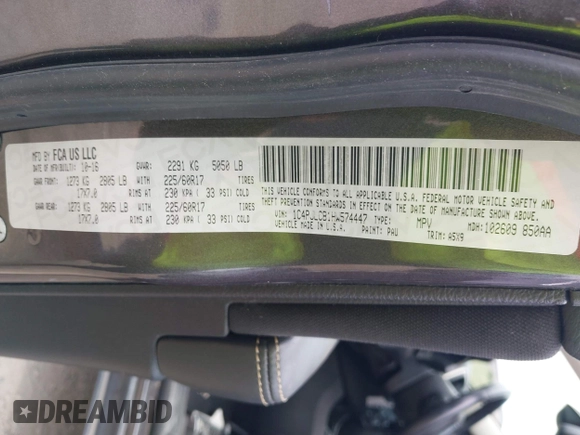 MFD BY FCA US LLC
DATE OF MFR(BUILT): 10-16 GVWR: 2291 KG 5050 LB
GAWR FRONT: 1273 KG 2805 LB WITH 225/60R17 TIRES
17X7.0 RIMS AT 230 KPA ( 33 PSI) COLD
GAWR REAR: 1273 KG 2805 LB WITH 225/60R17 TIRES
17X7.0 RIMS AT 230 KPA ( 33 PSI) COLD
THIS VEHICLE CONFORMS TO ALL APPLICABLE U.S.A. FEDERAL MOTOR VEHICLE SAFETY AND
THEFT PREVENTION STANDARDS IN EFFECT ON THE DATE OF MANUFACTURE SHOWN ABOVE
VIN: TYPE: MPV MDH: 102609 850AA
VEHICLE MADE IN U.S.A. PAINT: PAU TRIM: A5X9
DREAMBID